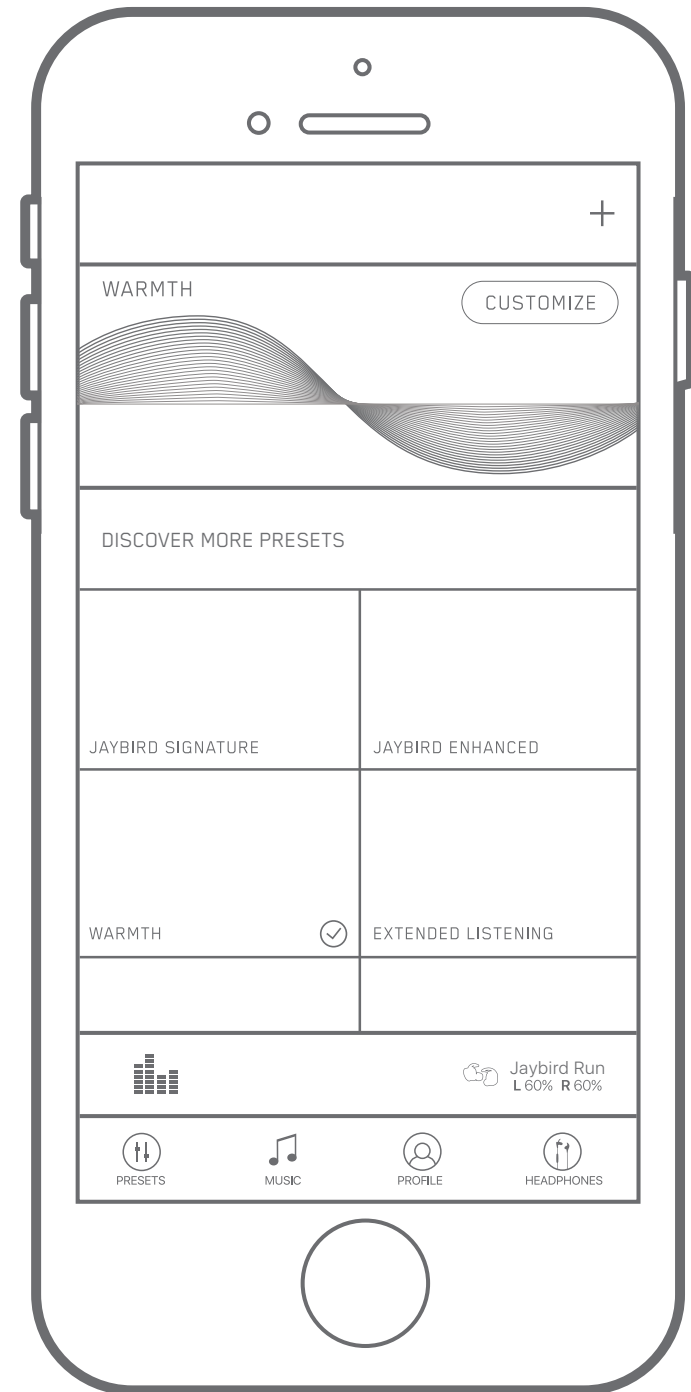 +
WARMTH
CUSTOMIZE
DISCOVER MORE PRESETS
JAYBIRD SIGNATURE
JAYBIRD ENHANCED
WARMTH
EXTENDED LISTENING
Jaybird Run
L 60% R 60%
PRESETS
MUSIC
PROFILE
HEADPHONES